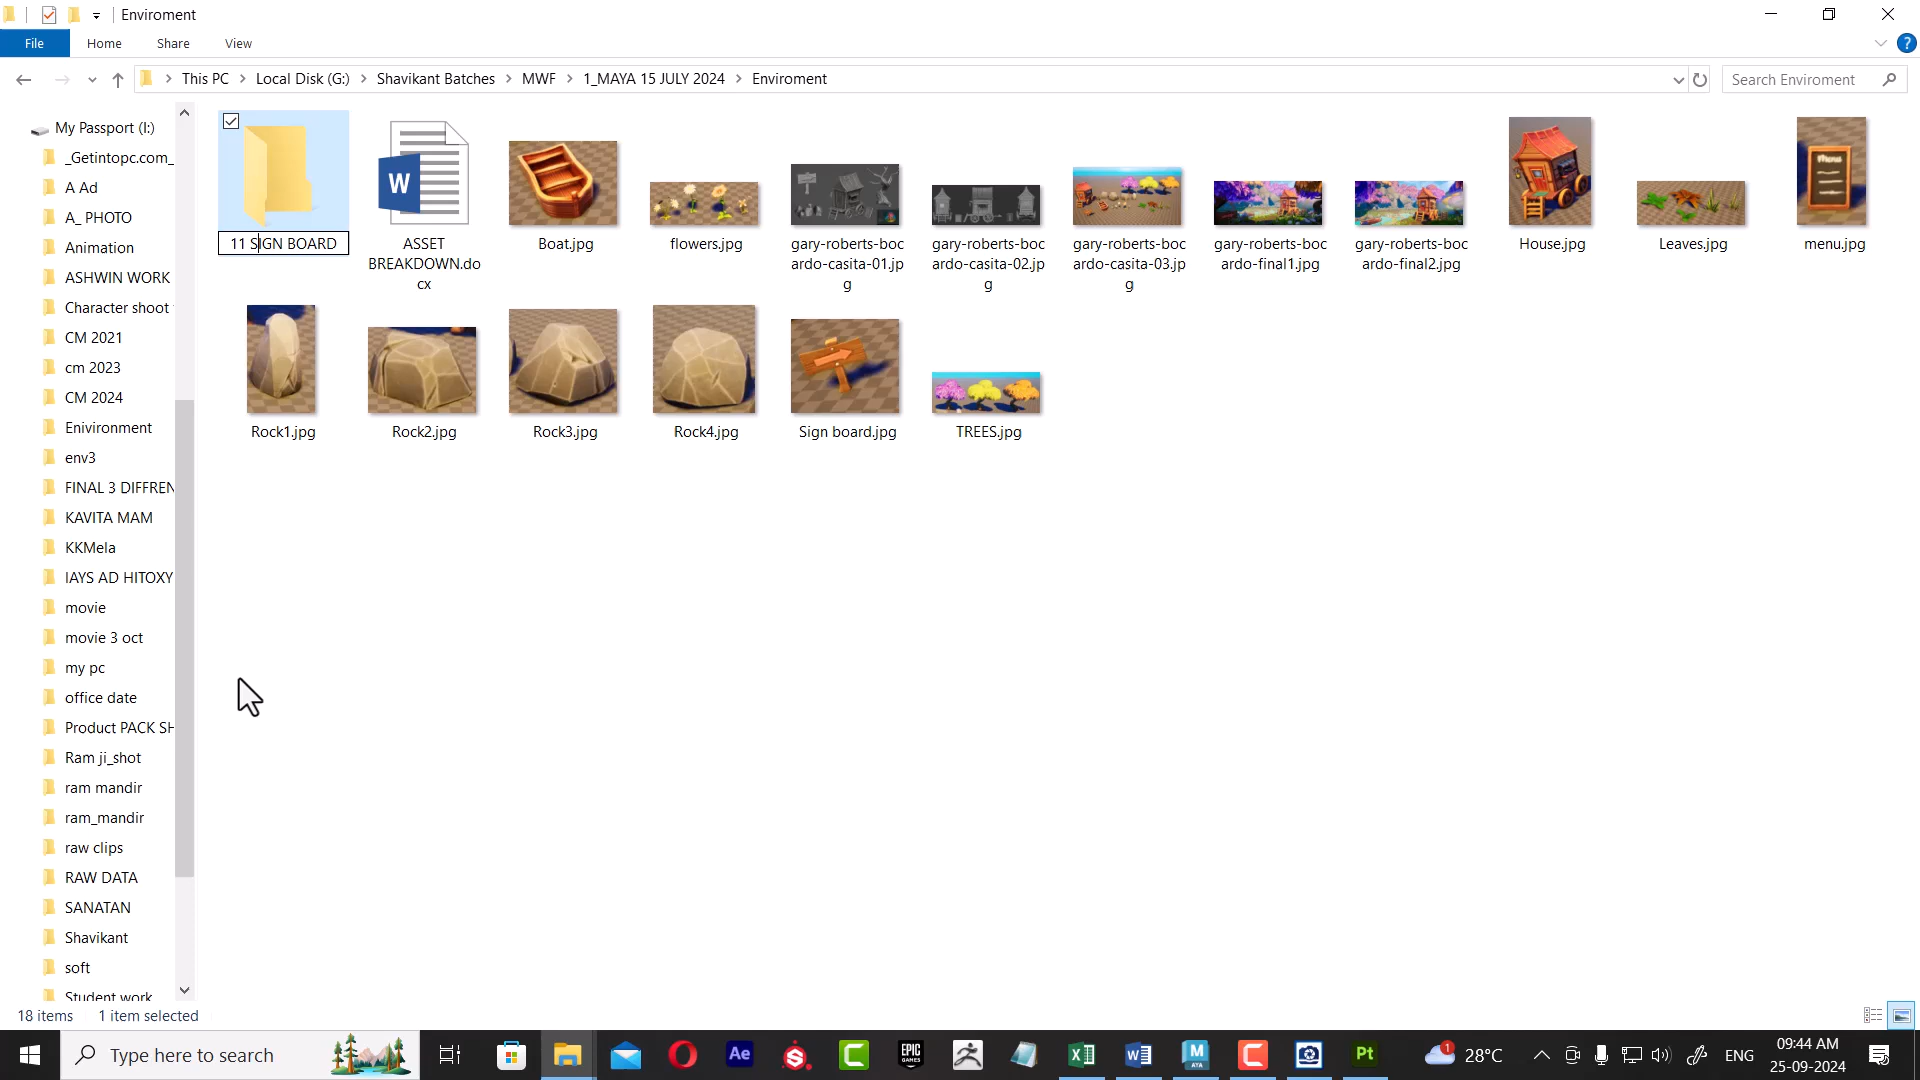 Enviroment
File Home Share View
This PC Local Disk (G:) Shavikant Batches MWF 1_MAYA 15 JULY 2024 Enviroment
Search Enviroment
My Passport (I:)
_Getintopc.com_
A Ad
A_ PHOTO
Animation
ASHWIN WORK
Character shoot
CM 2021
cm 2023
CM 2024
Enivironment
env3
FINAL 3 DIFFREN
KAVITA MAM
KKMela
IAYS AD HITOXY
movie
movie 3 oct
my pc
office date
Product PACK SH
Ram ji_shot
ram mandir
ram_mandir
raw clips
RAW DATA
SANATAN
Shavikant
soft
Student work
11 SIGN BOARD
ASSET
BREAKDOWN.do
cx
Boat.jpg
flowers.jpg
gary-roberts-boc
ardo-casita-01.jp
g
gary-roberts-boc
ardo-casita-02.jp
g
gary-roberts-boc
ardo-casita-03.jp
g
gary-roberts-boc
ardo-final1.jpg
gary-roberts-boc
ardo-final2.jpg
House.jpg
Leaves.jpg
Menu
menu.jpg
Rock1.jpg
Rock2.jpg
Rock3.jpg
Rock4.jpg
Sign board.jpg
TREES.jpg
18 items 1 item selected
Type here to search
Ae
EPIC
GAMES
M
AYA
Pt
1
28°C
ENG
09:44 AM
25-09-2024